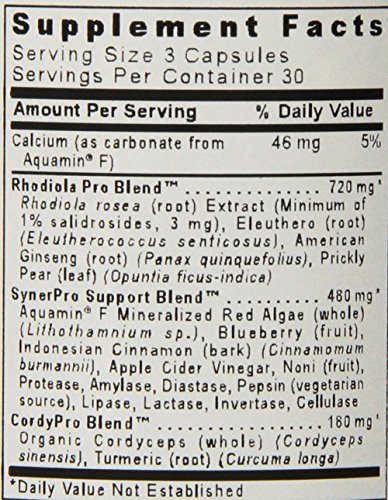 Supplement Facts
Serving Size 3 Capsules
Servings Per Container 30
Amount Per Serving % Daily Value
Calcium (as carbonate from 46 mg 5%
Aquamin® F)
Rhodiola Pro Blend™ .............. 720 mg*
Rhodiola rosea (root) Extract (Minimum of
1% salidrosides, 3 mg), Eleuthero (root)
(Eleutherococcus senticosus), American
Ginseng (root) (Panax quinquefolius), Prickly
Pear (leaf) (Opuntia ficus-indica)
SynerPro Support Blend™ .......... 480 mg*
Aquamin® F Mineralized Red Algae (whole)
(Lithothamnium sp.), Blueberry (fruit),
Indonesian Cinnamon (bark) (Cinnamomum
burmannii), Apple Cider Vinegar, Noni (fruit),
Protease, Amylase, Diastase, Pepsin (vegetarian
source), Lipase, Lactase, Invertase, Cellulase
CordyPro Blend™ .................. 180 mg*
Organic Cordyceps (whole) (Cordyceps
sinensis), Turmeric (root) (Curcuma longa)
*Daily Value Not Established